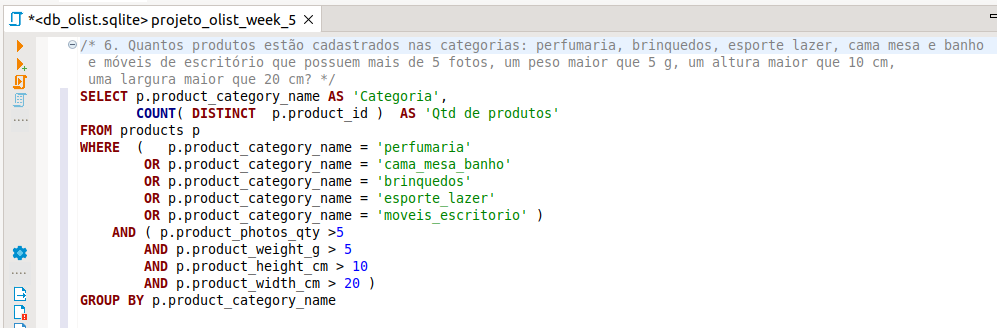 *<db_olist.sqlite> projeto_olist_week_5
/* 6. Quantos produtos estão cadastrados nas categorias: perfumaria, brinquedos, esporte lazer, cama mesa e banho
e móveis de escritório que possuem mais de 5 fotos, um peso maior que 5 g, um altura maior que 10 cm,
uma largura maior que 20 cm? */
SELECT p.product_category_name AS 'Categoria',
COUNT( DISTINCT  p.product_id )  AS 'Qtd de produtos'
FROM products p
WHERE  (   p.product_category_name = 'perfumaria'
OR p.product_category_name = 'cama_mesa_banho'
OR p.product_category_name = 'brinquedos'
OR p.product_category_name = 'esporte_lazer'
OR p.product_category_name = 'moveis_escritorio' )
AND ( p.product_photos_qty >5
AND p.product_weight_g > 5
AND p.product_height_cm > 10
AND p.product_width_cm > 20 )
GROUP BY p.product_category_name